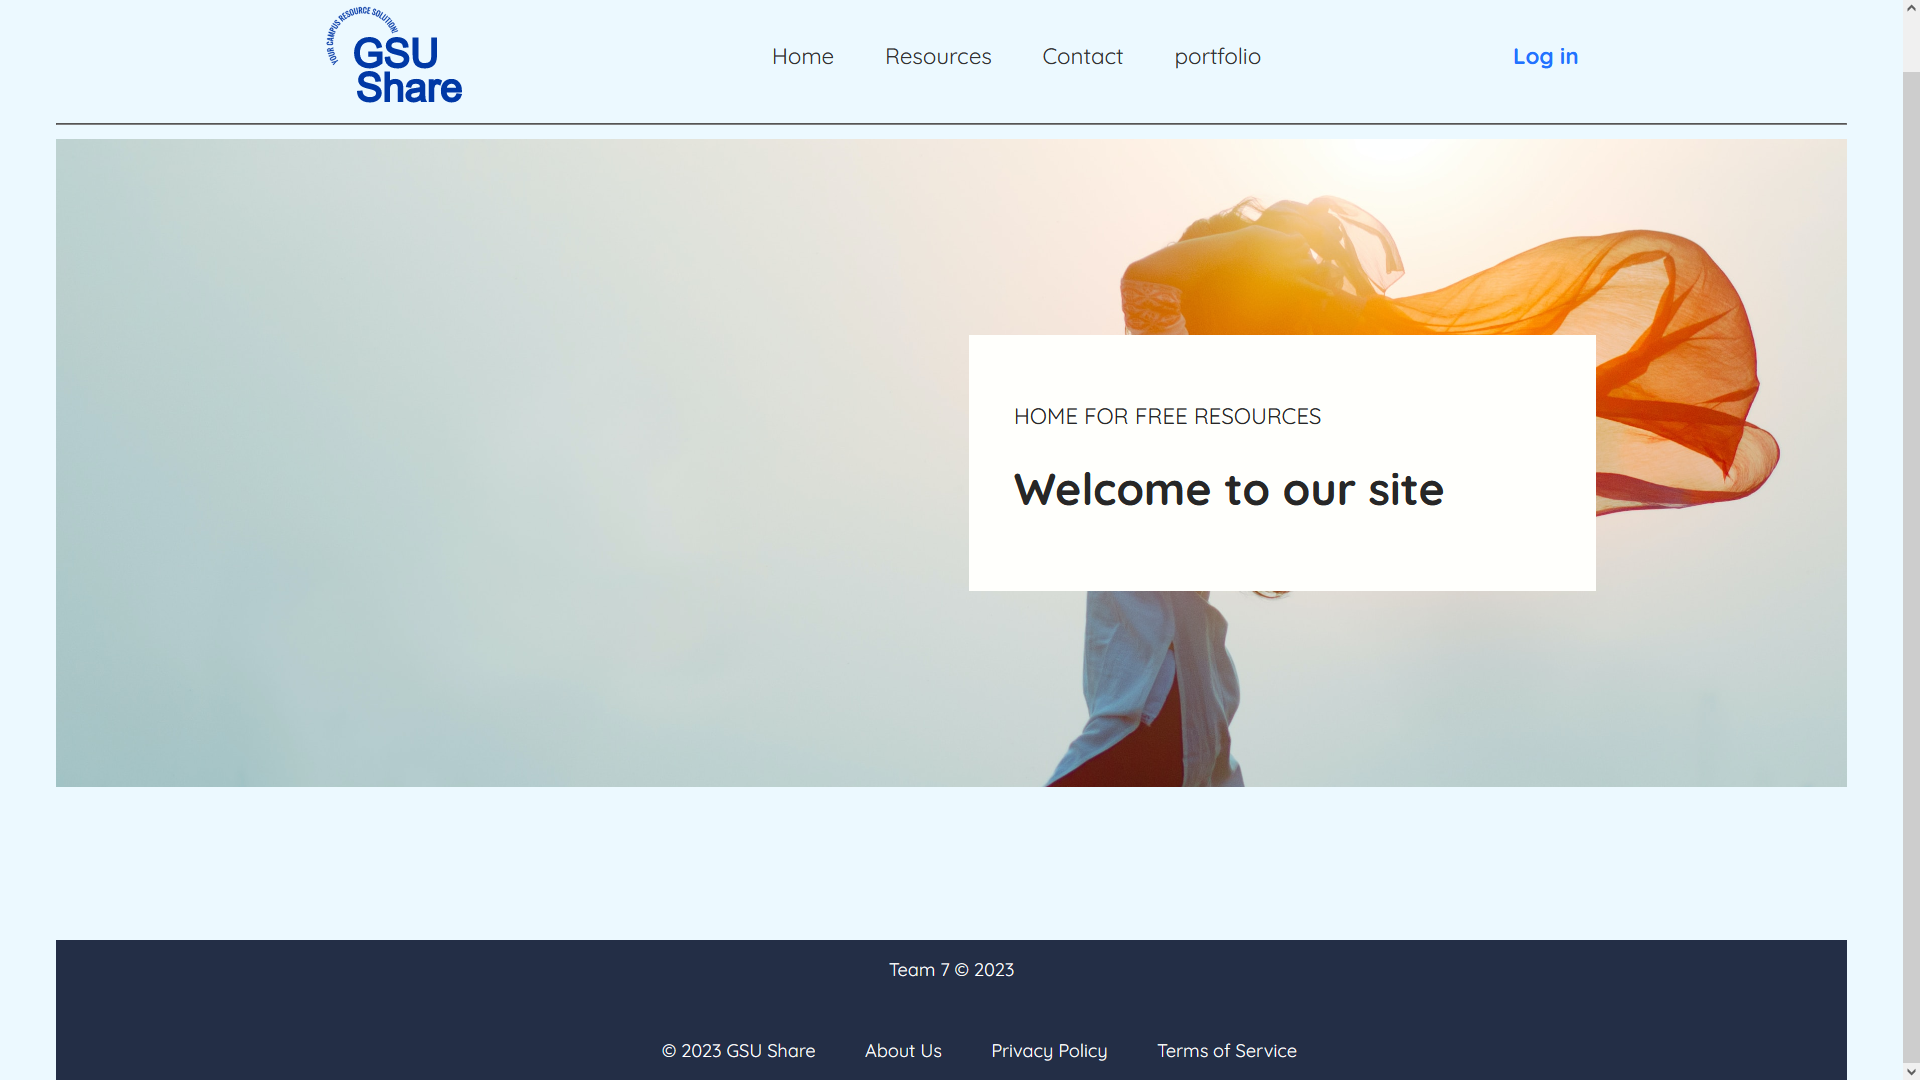 YOUR CAMPUS RESOURCE SOLUTION!
GSU
Share
Home Resources Contact portfolio Log in
HOME FOR FREE RESOURCES
Welcome to our site
Team 7 © 2023
© 2023 GSU Share About Us Privacy Policy Terms of Service